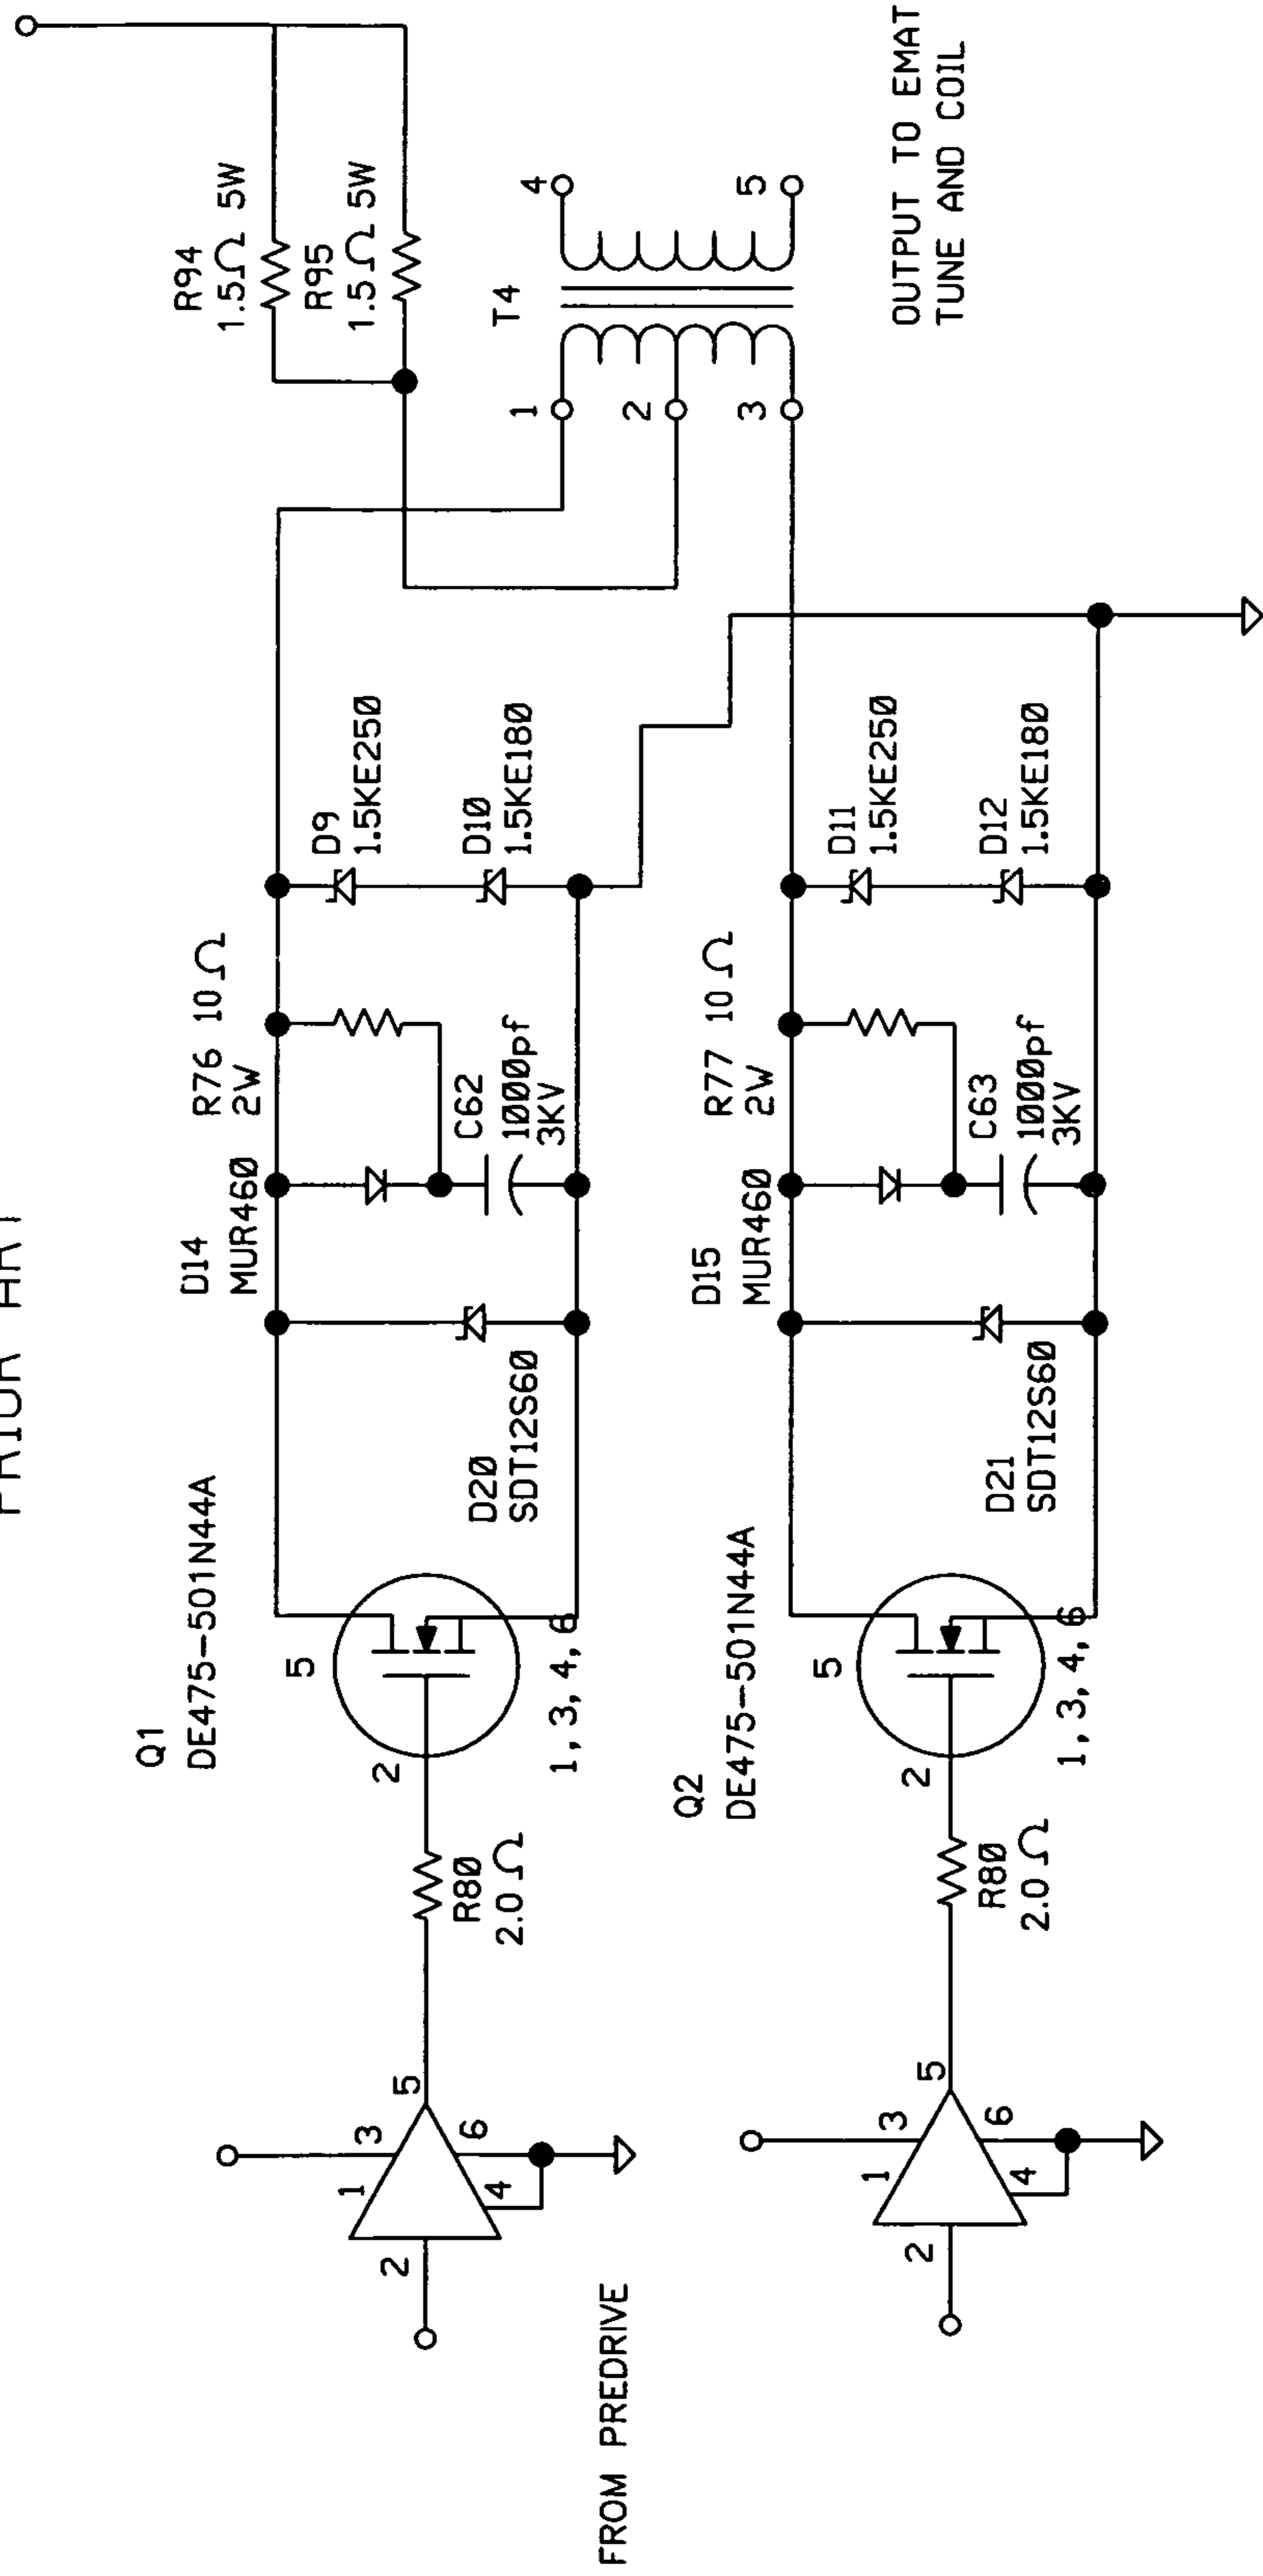 PRIOR ART
Q1
DE475-501N44A
D14
MUR460
R76 10Ω
2W
D9
1.5KE250
D10
1.5KE180
R94
1.5Ω 5W
R95
1.5Ω 5W
C62
1000pf
3KV
D20
SDT12S60
5
2
1, 3, 4, 6
R80
2.0Ω
1
2
3
4
5
6
T4
1
2
3
4
5
OUTPUT TO EMAT
TUNE AND COIL
FROM PREDRIVE
Q2
DE475-501N44A
D15
MUR460
R77 10Ω
2W
D11
1.5KE250
D12
1.5KE180
C63
1000pf
3KV
D21
SDT12S60
5
2
1, 3, 4, 6
R80
2.0Ω
1
2
3
4
5
6